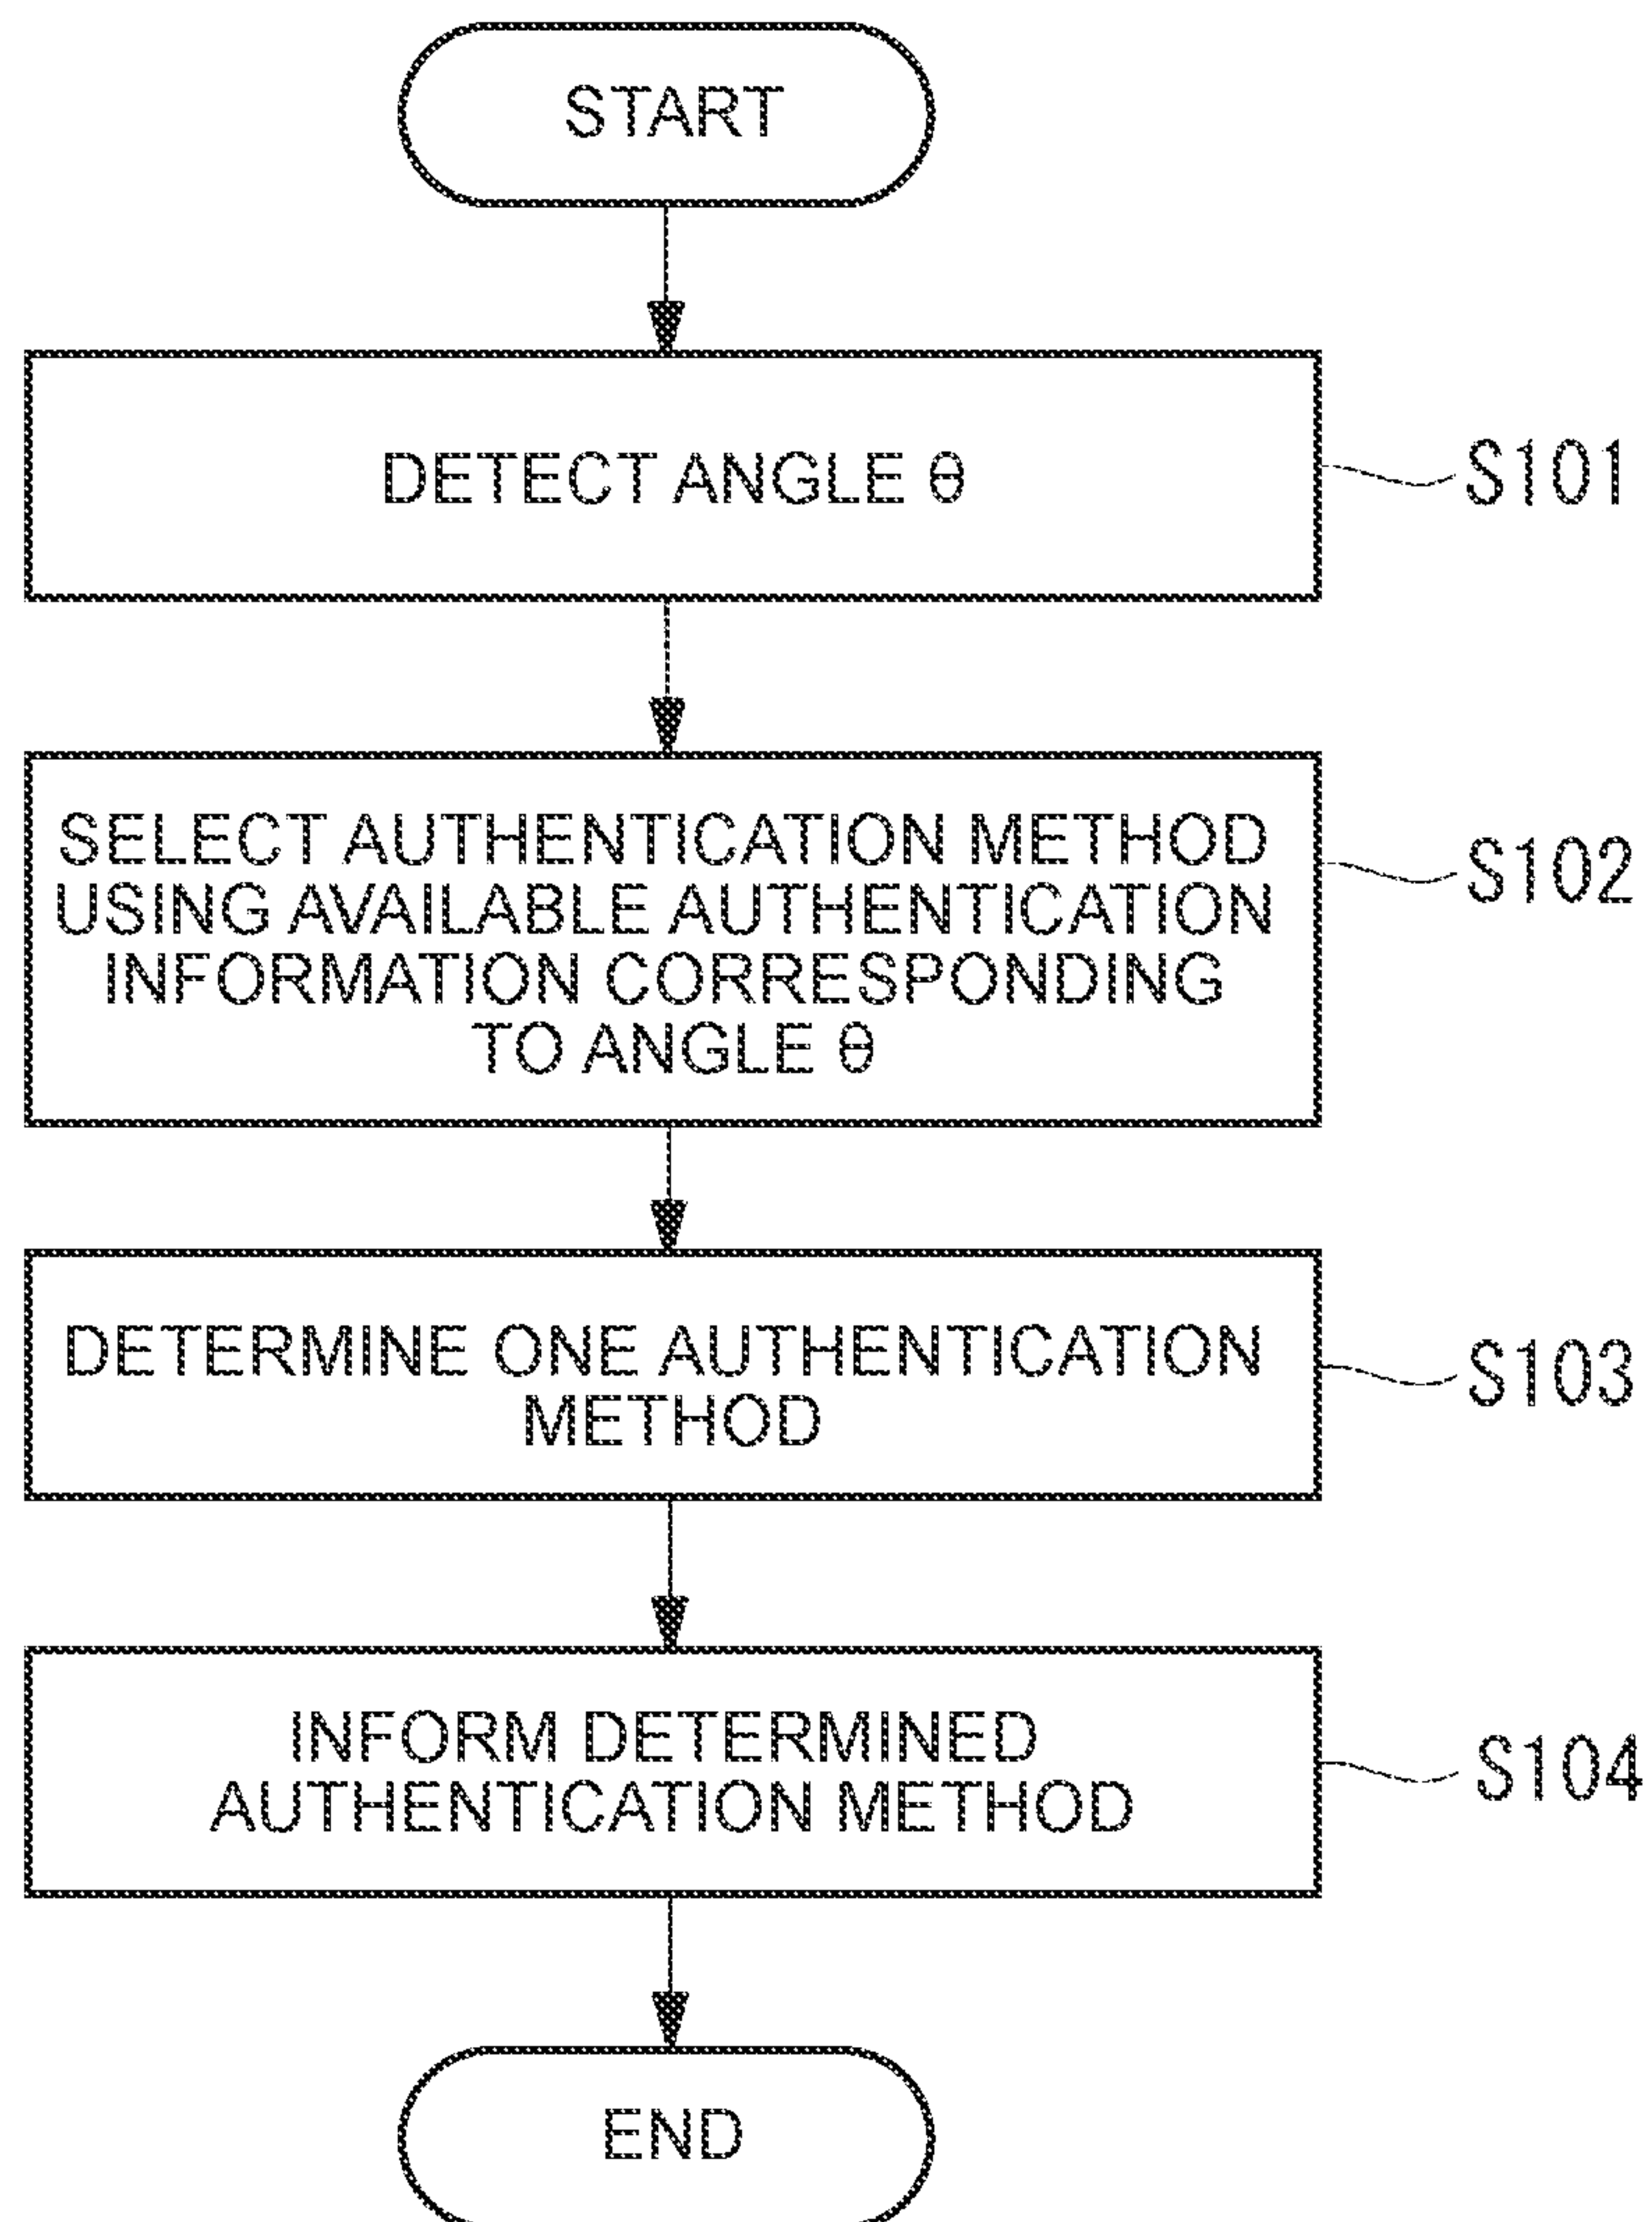 START
DETECT ANGLE θ
S101
SELECT AUTHENTICATION METHOD
USING AVAILABLE AUTHENTICATION
INFORMATION CORRESPONDING
TO ANGLE θ
S102
DETERMINE ONE AUTHENTICATION
METHOD
S103
INFORM DETERMINED
AUTHENTICATION METHOD
S104
END